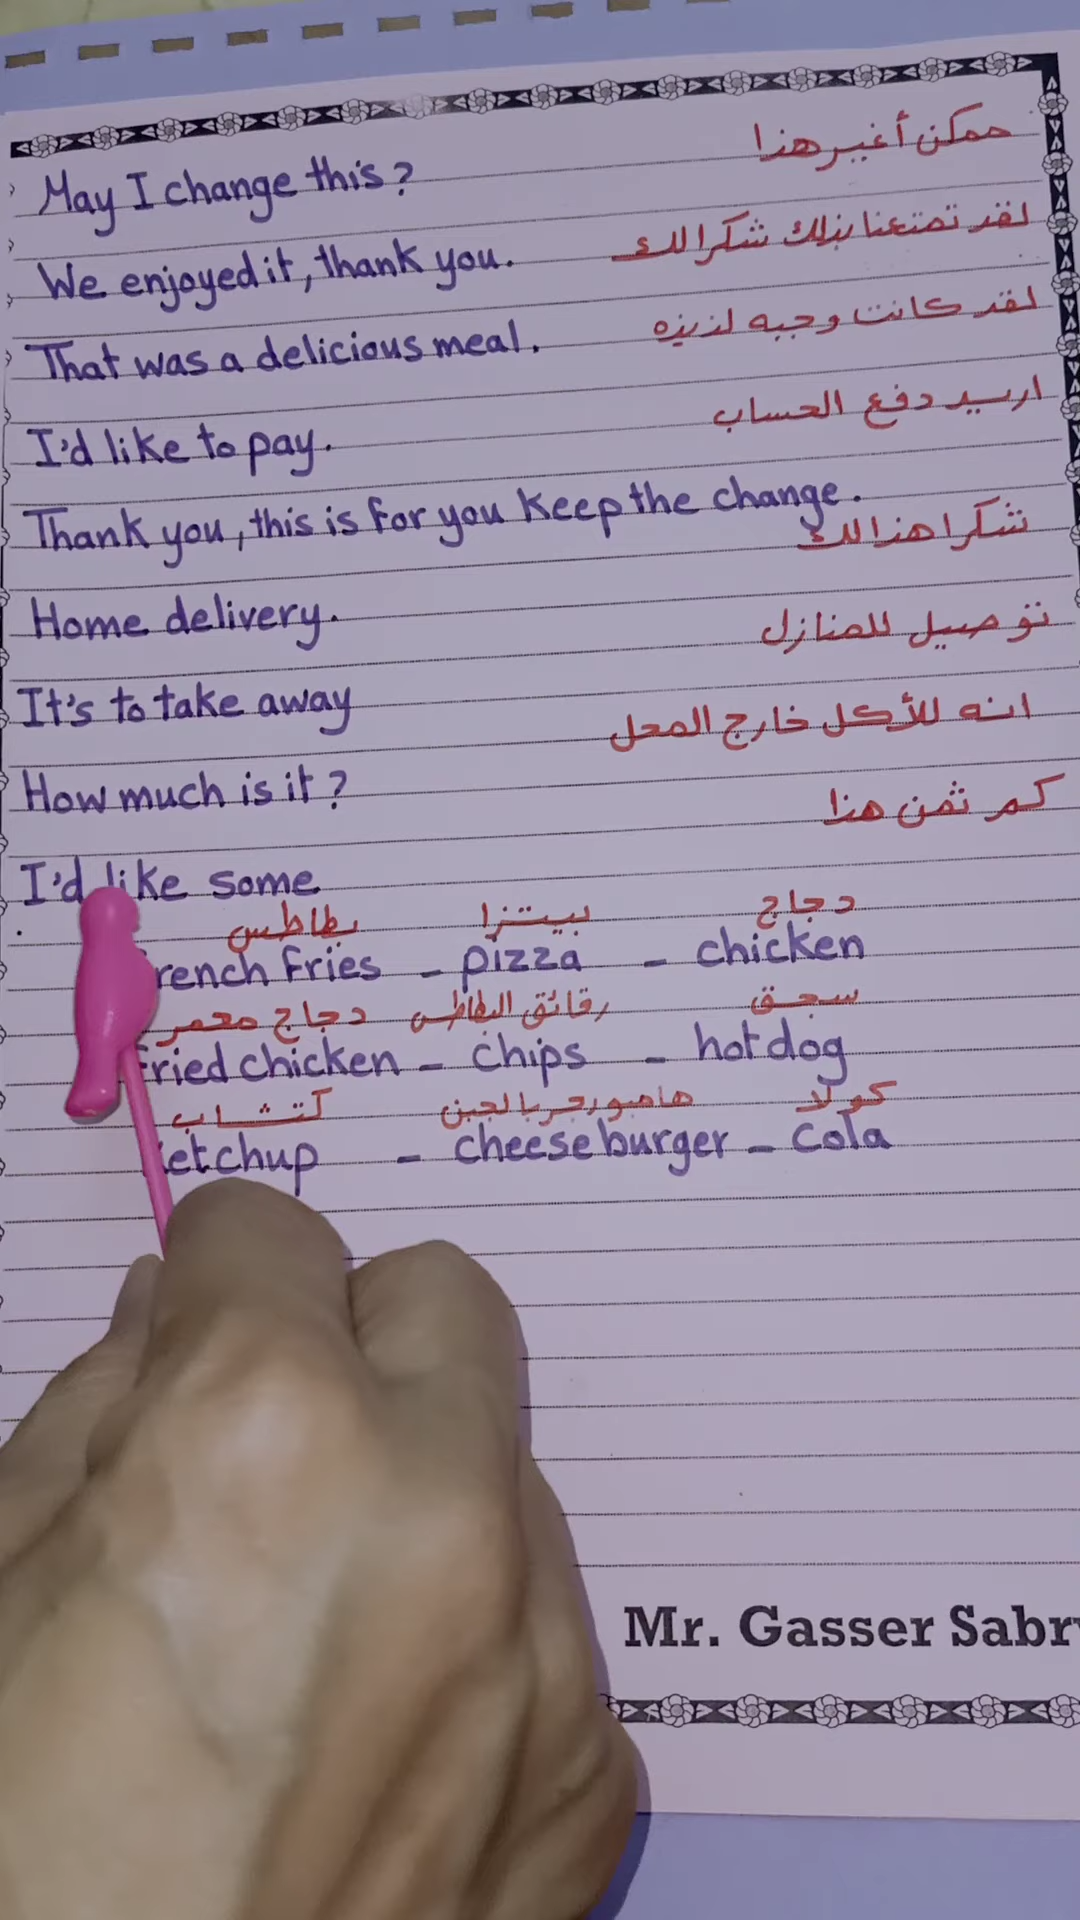 May I change this? ممكن أغير هذا
We enjoyed it, thank you. لقد تمتعنا بذلك شكرا لك
That was a delicious meal. لقد كانت وجبه لذيذه
I'd like to pay. اريد دفع الحساب
Thank you, this is for you Keep the change.
شكرا هذا لك
Home delivery. توصيل للمنازل
It's to take away انه للأكل خارج المحل
How much is it? كم ثمن هذا
I'd like some
بطاطس بيتزا دجاج
rench fries - pizza - chicken
دجاج محمر رقائق البطاطس سجق
fried chicken - chips - hot dog
كتشاب هامبورجر بالجبن كولا
etchup - cheese burger - cola
Mr. Gasser Sabr